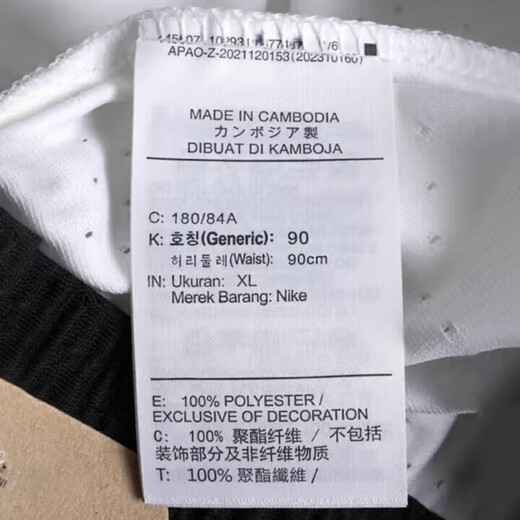 APAO-Z-2021120153(202310160)
MADE IN CAMBODIA
カンボジア製
DIBUAT DI KAMBOJA
C: 180/84A
K: 호칭(Generic): 90
허리둘레(Waist): 90cm
IN: Ukuran: XL
Merek Barang: Nike
E: 100% POLYESTER /
EXCLUSIVE OF DECORATION
C: 100% 聚酯纤维 / 不包括
装饰部分及非纤维物质
T: 100% 聚酯纖維 /